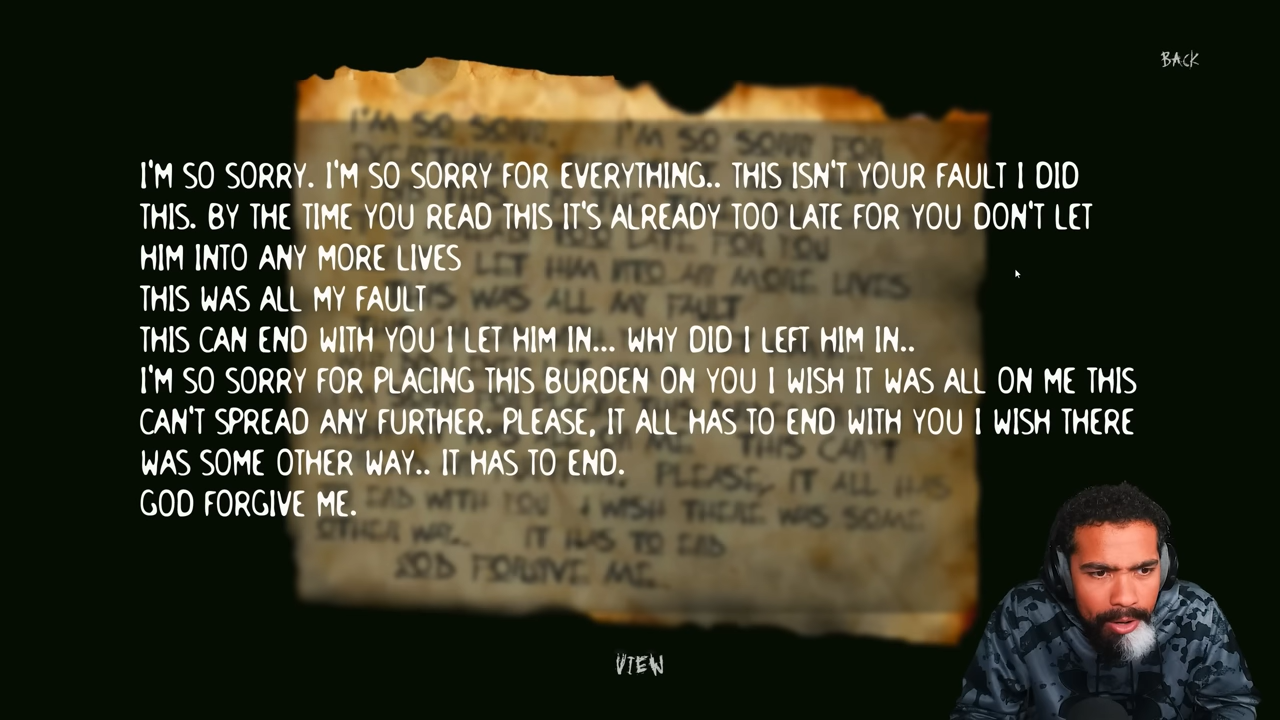 BACK
I'M SO SORRY. I'M SO SORRY FOR EVERYTHING.. THIS ISN'T YOUR FAULT I DID
THIS. BY THE TIME YOU READ THIS IT'S ALREADY TOO LATE FOR YOU DON'T LET
HIM INTO ANY MORE LIVES
THIS WAS ALL MY FAULT
THIS CAN END WITH YOU I LET HIM IN... WHY DID I LEFT HIM IN..
I'M SO SORRY FOR PLACING THIS BURDEN ON YOU I WISH IT WAS ALL ON ME THIS
CAN'T SPREAD ANY FURTHER. PLEASE, IT ALL HAS TO END WITH YOU I WISH THERE
WAS SOME OTHER WAY.. IT HAS TO END.
GOD FORGIVE ME.
VIEW